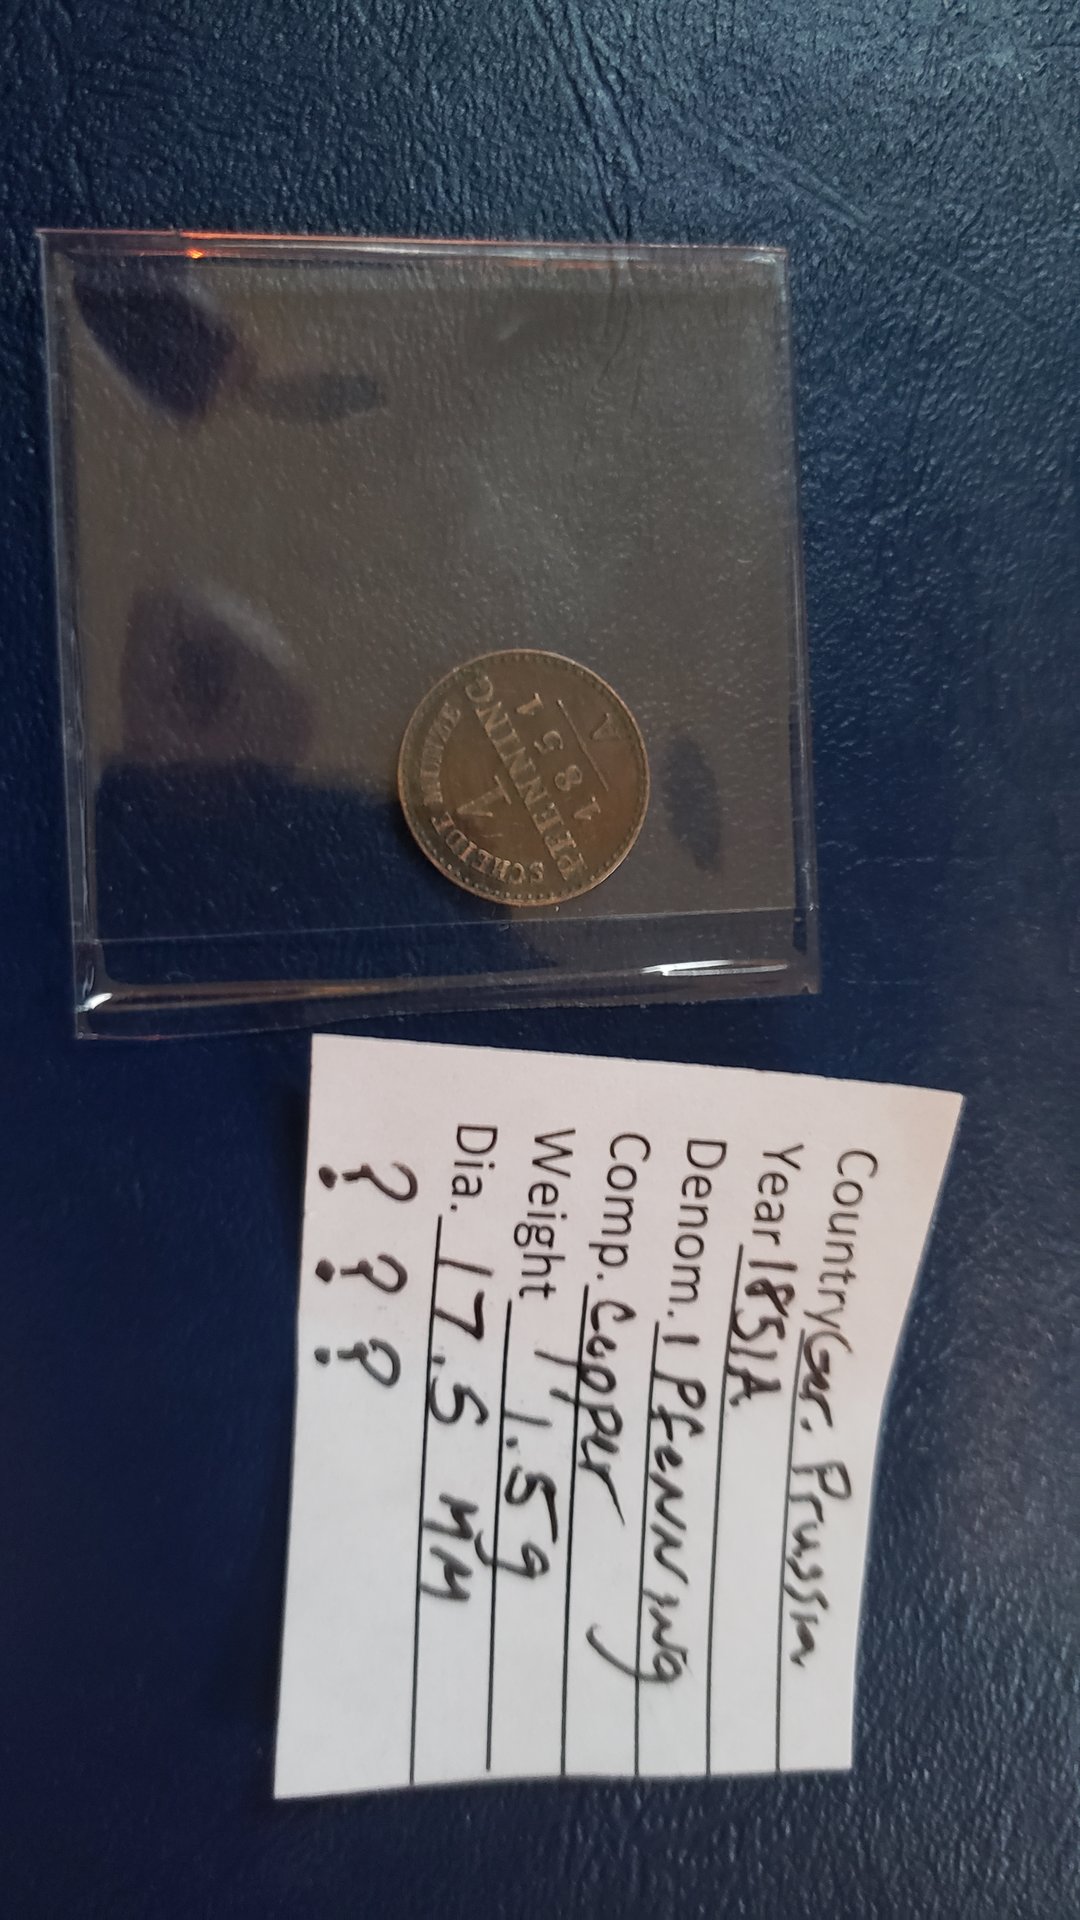 SCHEIDE MÜNZE
1
PFENNING
1851
A
Country Ger. Prussia
Year 1851A
Denom. 1 Pfenning
Comp. Copper
Weight 1.5g
Dia. 17.5 MM
? ? ?